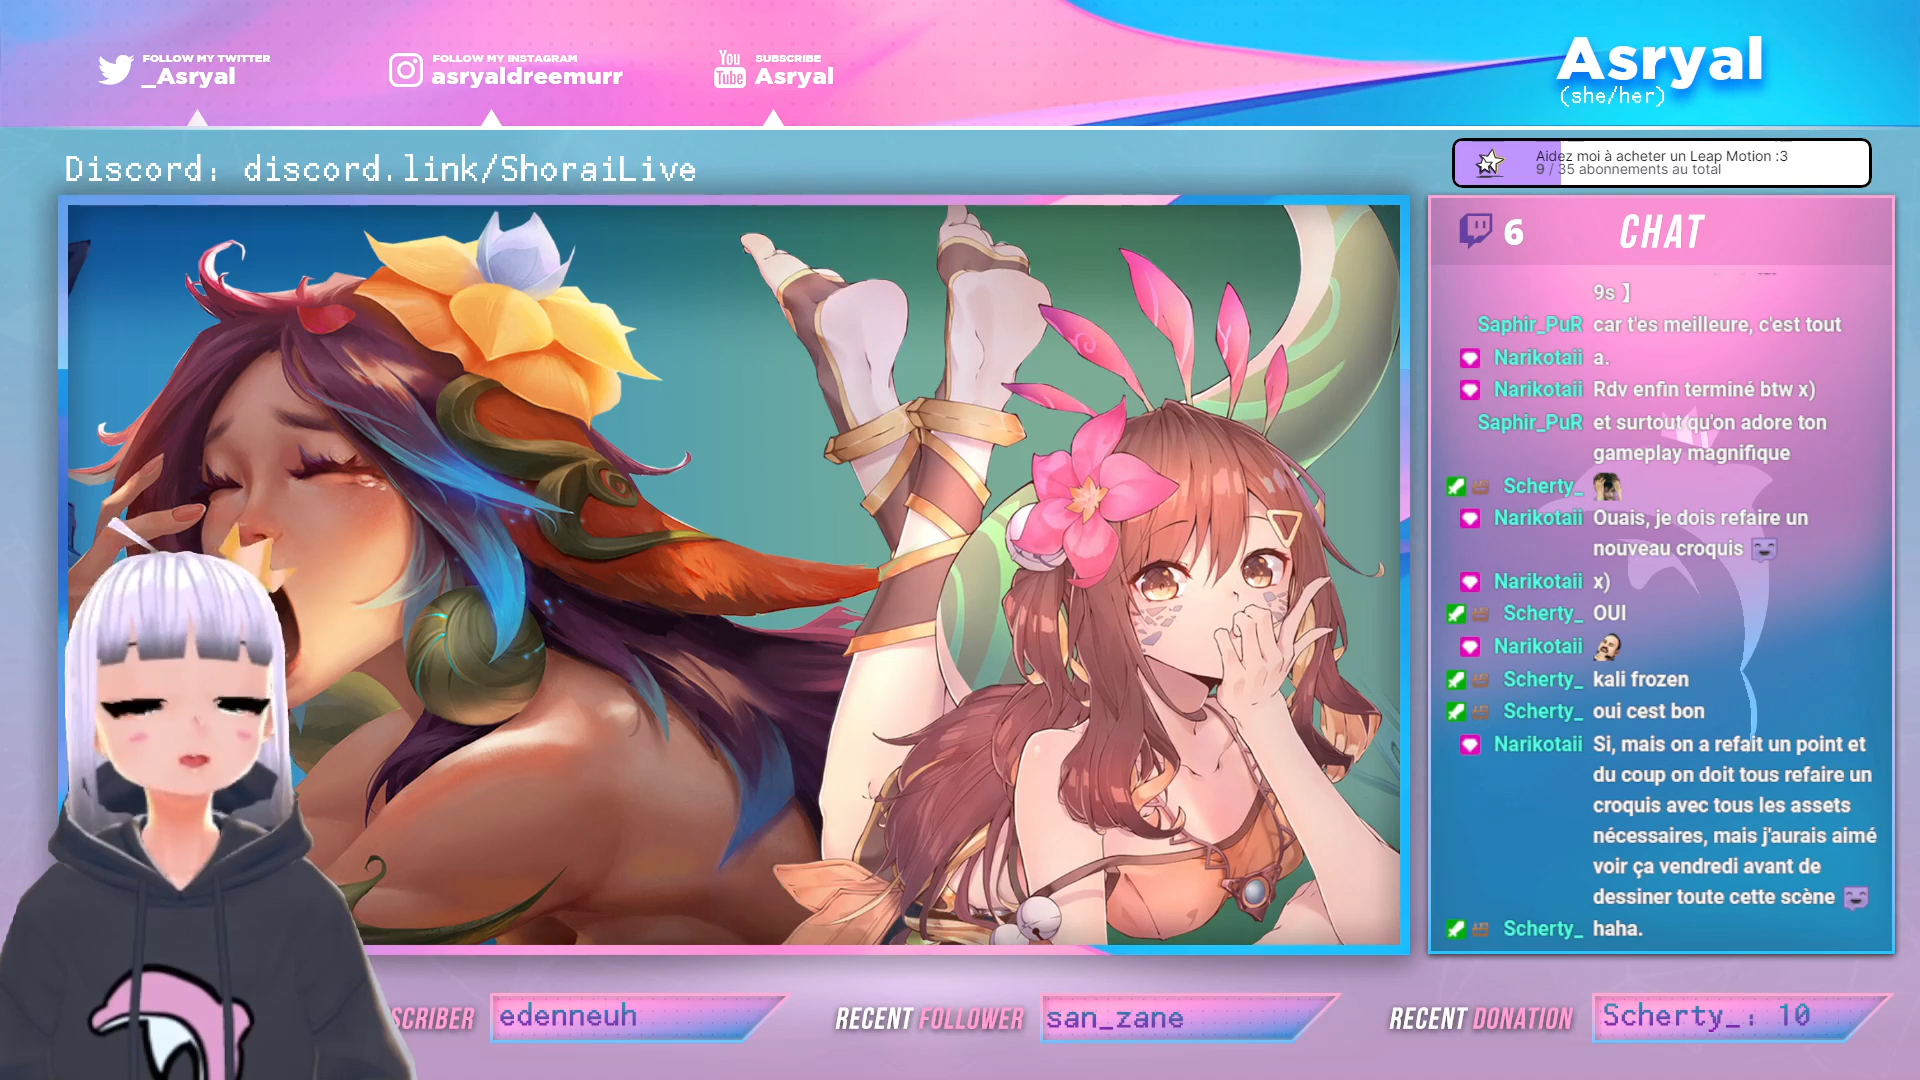 FOLLOW MY TWITTER
_Asryal
FOLLOW MY INSTAGRAM
asryaldreemurr
You
Tube
SUBSCRIBE
Asryal
Asryal
(she/her)
Discord: discord.link/ShoraiLive
Aidez moi à acheter un Leap Motion :3
9 / 35 abonnements au total
6
CHAT
9s 】
Saphir_PuR car t'es meilleure, c'est tout
Narikotaii a.
Narikotaii Rdv enfin terminé btw x)
Saphir_PuR et surtout qu'on adore ton
gameplay magnifique
Scherty_
Narikotaii Ouais, je dois refaire un
nouveau croquis
Narikotaii x)
Scherty_ OUI
Narikotaii
Scherty_ kali frozen
Scherty_ oui cest bon
Narikotaii Si, mais on a refait un point et
du coup on doit tous refaire un
croquis avec tous les assets
nécessaires, mais j'aurais aimé
voir ça vendredi avant de
dessiner toute cette scène
Scherty_ haha.
SCRIBER
edenneuh
RECENT FOLLOWER
san_zane
RECENT DONATION
Scherty_: 10